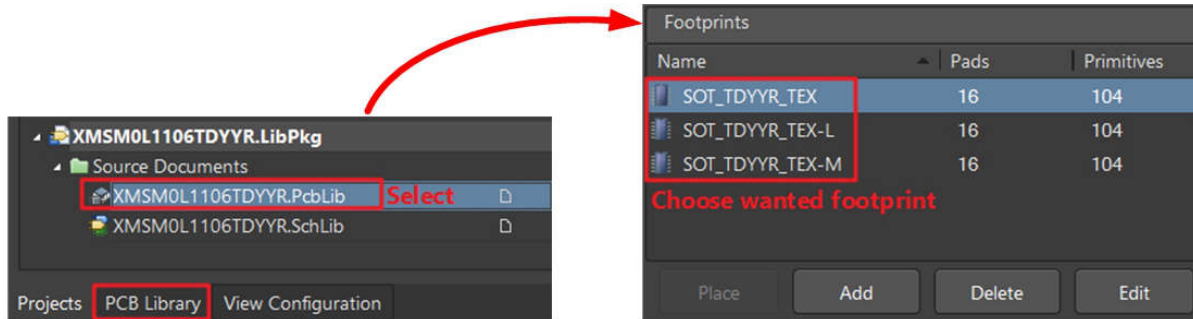 XMSM0L1106TDYYR.LibPkg
Source Documents
XMSM0L1106TDYYR.PcbLib Select
XMSM0L1106TDYYR.SchLib
Projects PCB Library View Configuration
Footprints
Name Pads Primitives
SOT_TDYYR_TEX 16 104
SOT_TDYYR_TEX-L 16 104
SOT_TDYYR_TEX-M 16 104
Choose wanted footprint
Place Add Delete Edit